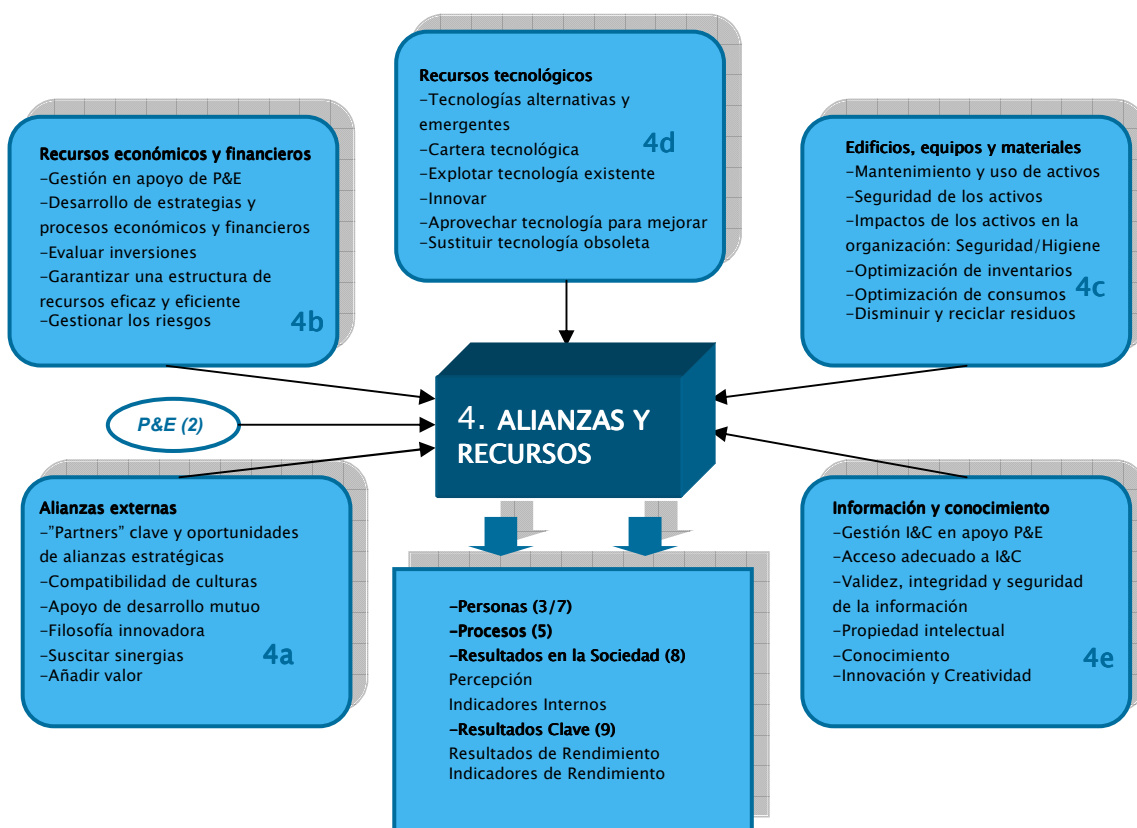 Recursos tecnológicos
-Tecnologías alternativas y
emergentes
-Cartera tecnológica
-Explotar tecnología existente
-Innovar
-Aprovechar tecnología para mejorar
-Sustituir tecnología obsoleta
4d
Recursos económicos y financieros
-Gestión en apoyo de P&E
-Desarrollo de estrategias y
procesos económicos y financieros
-Evaluar inversiones
-Garantizar una estructura de
recursos eficaz y eficiente
-Gestionar los riesgos
4b
Edificios, equipos y materiales
-Mantenimiento y uso de activos
-Seguridad de los activos
-Impactos de los activos en la
organización: Seguridad/Higiene
-Optimización de inventarios
-Optimización de consumos
-Disminuir y reciclar residuos
4c
P&E (2)
4. ALIANZAS Y
RECURSOS
Alianzas externas
-"Partners" clave y oportunidades
de alianzas estratégicas
-Compatibilidad de culturas
-Apoyo de desarrollo mutuo
-Filosofía innovadora
-Suscitar sinergias
-Añadir valor
4a
-Personas (3/7)
-Procesos (5)
-Resultados en la Sociedad (8)
Percepción
Indicadores Internos
-Resultados Clave (9)
Resultados de Rendimiento
Indicadores de Rendimiento
Información y conocimiento
-Gestión I&C en apoyo P&E
-Acceso adecuado a I&C
-Validez, integridad y seguridad
de la información
-Propiedad intelectual
-Conocimiento
-Innovación y Creatividad
4e